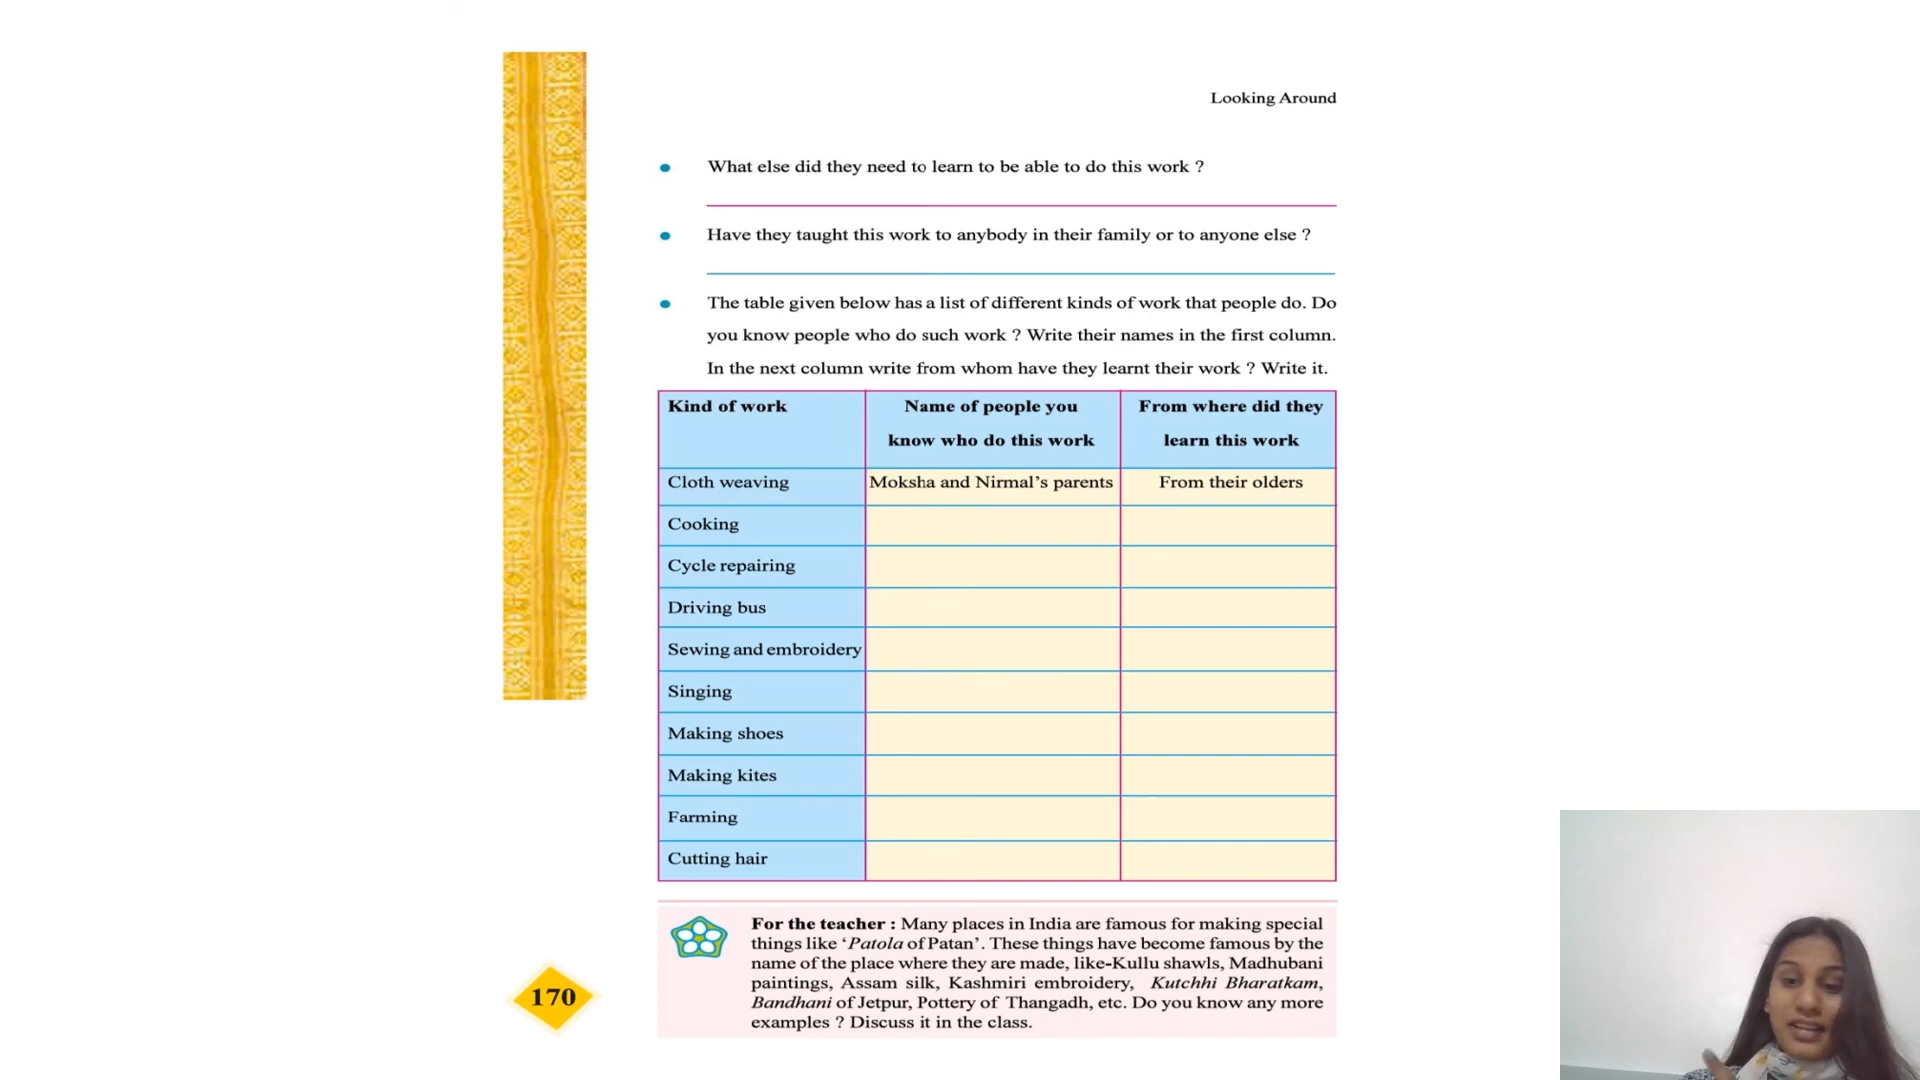 Looking Around
What else did they need to learn to be able to do this work ?
Have they taught this work to anybody in their family or to anyone else ?
The table given below has a list of different kinds of work that people do. Do
you know people who do such work ? Write their names in the first column.
In the next column write from whom have they learnt their work ? Write it.
Kind of work Name of people you From where did they
know who do this work learn this work
Cloth weaving Moksha and Nirmal's parents From their olders
Cooking
Cycle repairing
Driving bus
Sewing and embroidery
Singing
Making shoes
Making kites
Farming
Cutting hair
For the teacher : Many places in India are famous for making special
things like ‘Patola of Patan’. These things have become famous by the
name of the place where they are made, like-Kullu shawls, Madhubani
paintings, Assam silk, Kashmiri embroidery, Kutchhi Bharatkam,
Bandhani of Jetpur, Pottery of Thangadh, etc. Do you know any more
examples ? Discuss it in the class.
170